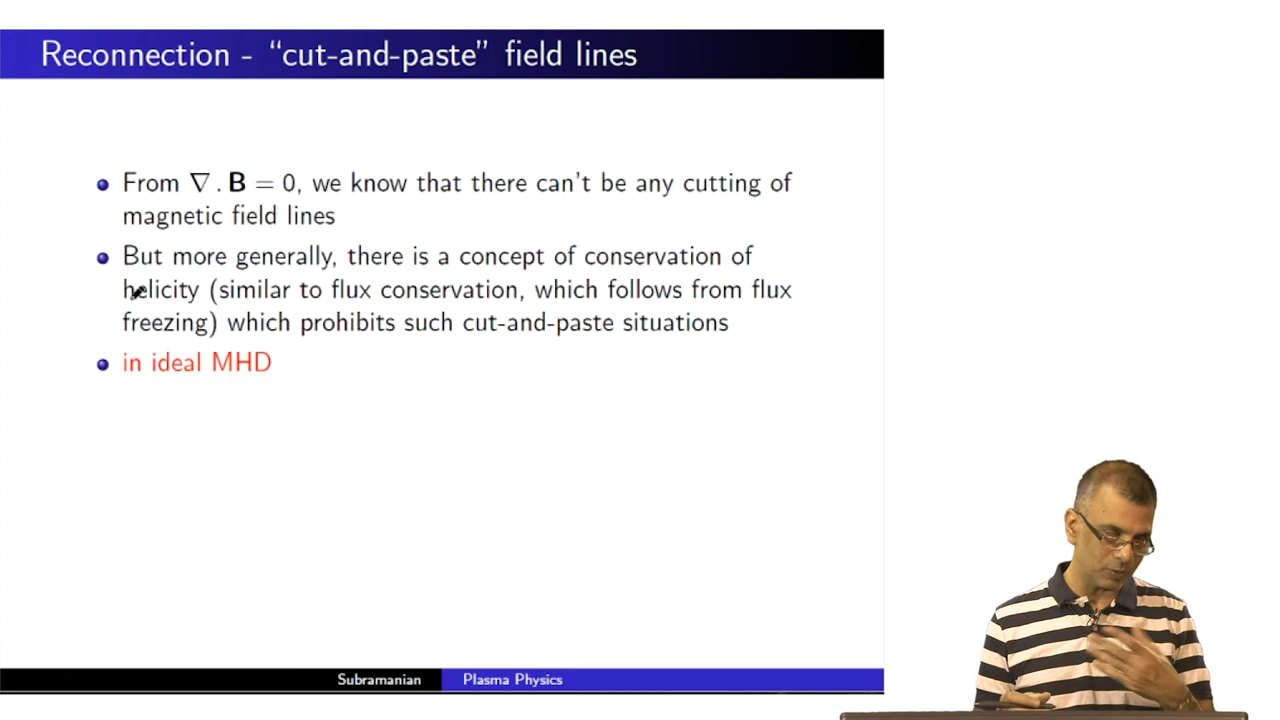 Reconnection - “cut-and-paste” field lines
From ∇ . B = 0, we know that there can't be any cutting of
magnetic field lines
But more generally, there is a concept of conservation of
helicity (similar to flux conservation, which follows from flux
freezing) which prohibits such cut-and-paste situations
in ideal MHD
Subramanian Plasma Physics